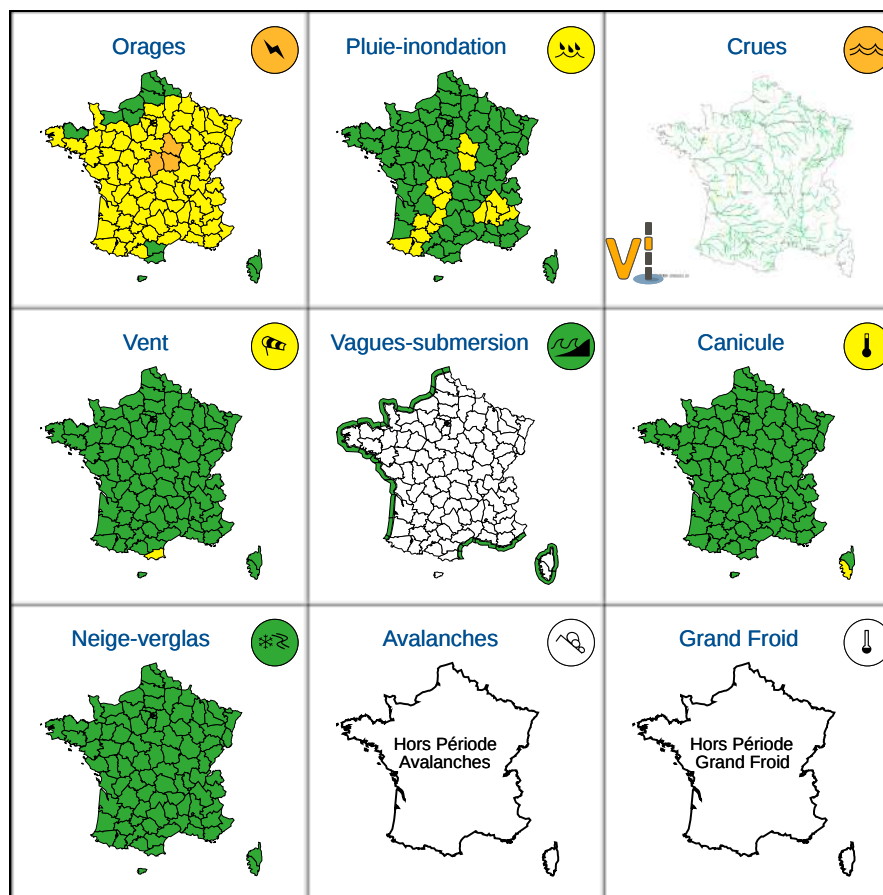 Orages
Pluie-inondation
Crues
Vi
Vent
Vagues-submersion
Canicule
Neige-verglas
Avalanches
Hors Période
Avalanches
Grand Froid
Hors Période
Grand Froid